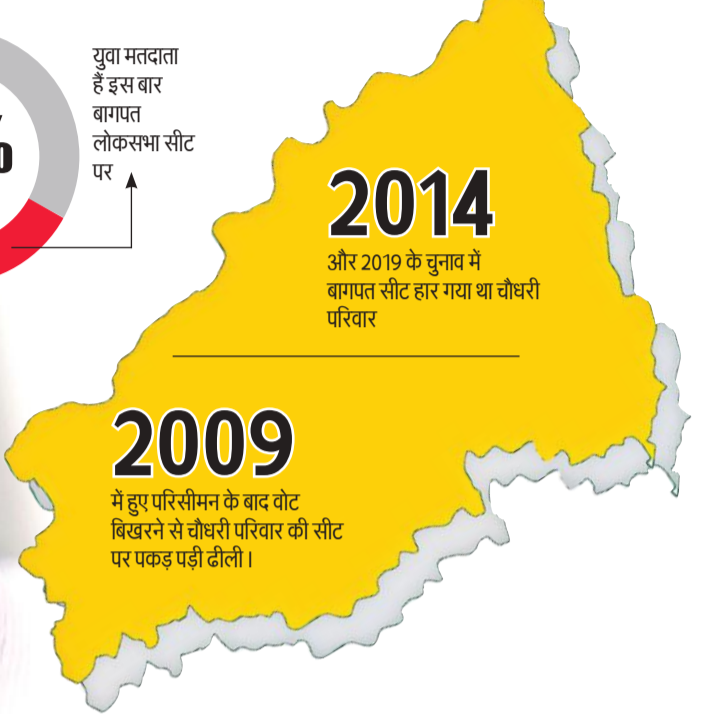 युवा मतदाता
हैं इस बार
बागपत
लोकसभा सीट
पर
2014
और 2019 के चुनाव में
बागपत सीट हार गया था चौधरी
परिवार
2009
में हुए परिसीमन के बाद वोट
बिखरने से चौधरी परिवार की सीट
पर पकड़ पड़ी ढीली।